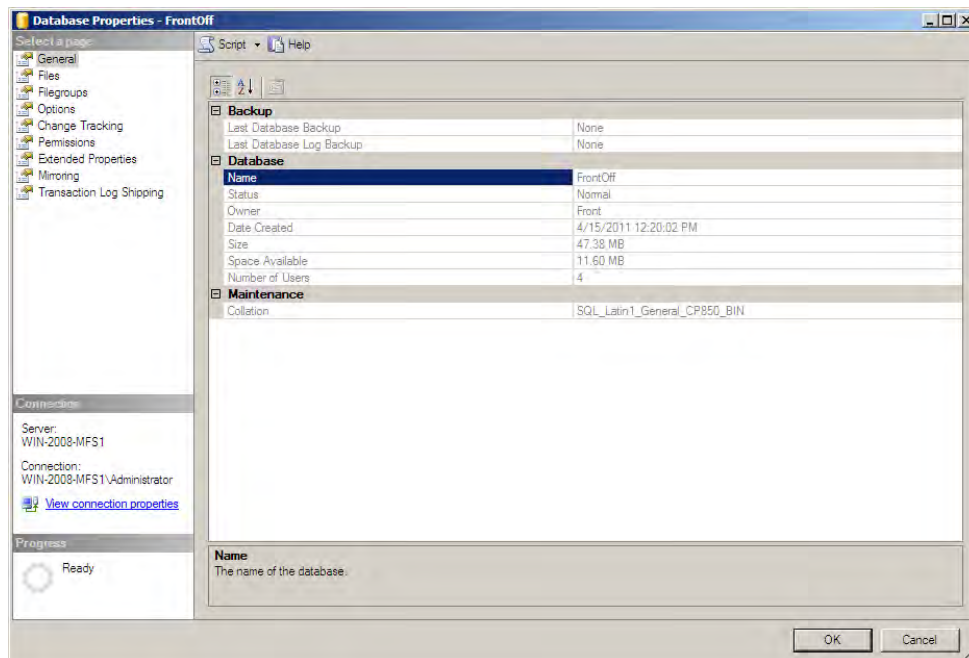 Database Properties - FrontOff
Select a page
General
Files
Filegroups
Options
Change Tracking
Permissions
Extended Properties
Mirroring
Transaction Log Shipping
Script
Help
Backup
Last Database Backup None
Last Database Log Backup None
Database
Name FrontOff
Status Normal
Owner Front
Date Created 4/15/2011 12:20:02 PM
Size 47.38 MB
Space Available 11.60 MB
Number of Users 4
Maintenance
Collation SQL_Latin1_General_CP850_BIN
Connection
Server:
WIN-2008-MFS1
Connection:
WIN-2008-MFS1\Administrator
View connection properties
Progress
Ready
Name
The name of the database.
OK
Cancel